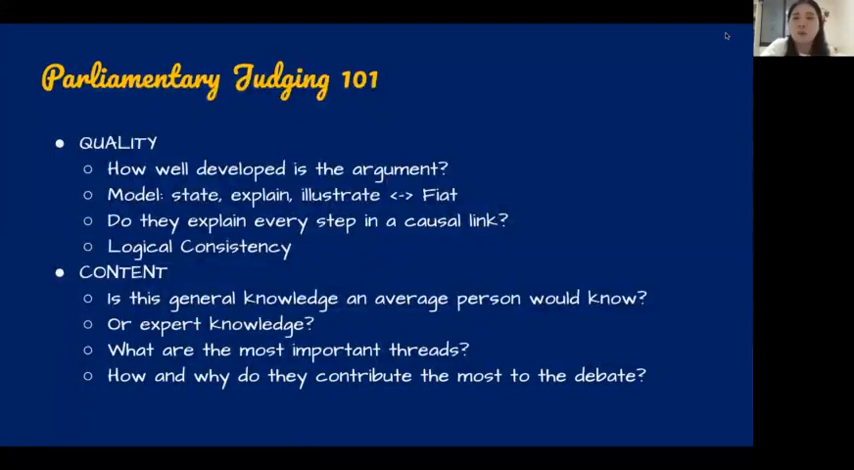 Parliamentary Judging 101
● QUALITY
○ How well developed is the argument?
○ Model: state, explain, illustrate <-> Fiat
○ Do they explain every step in a causal link?
○ Logical Consistency
● CONTENT
○ Is this general knowledge an average person would know?
○ Or expert knowledge?
○ What are the most important threads?
○ How and why do they contribute the most to the debate?